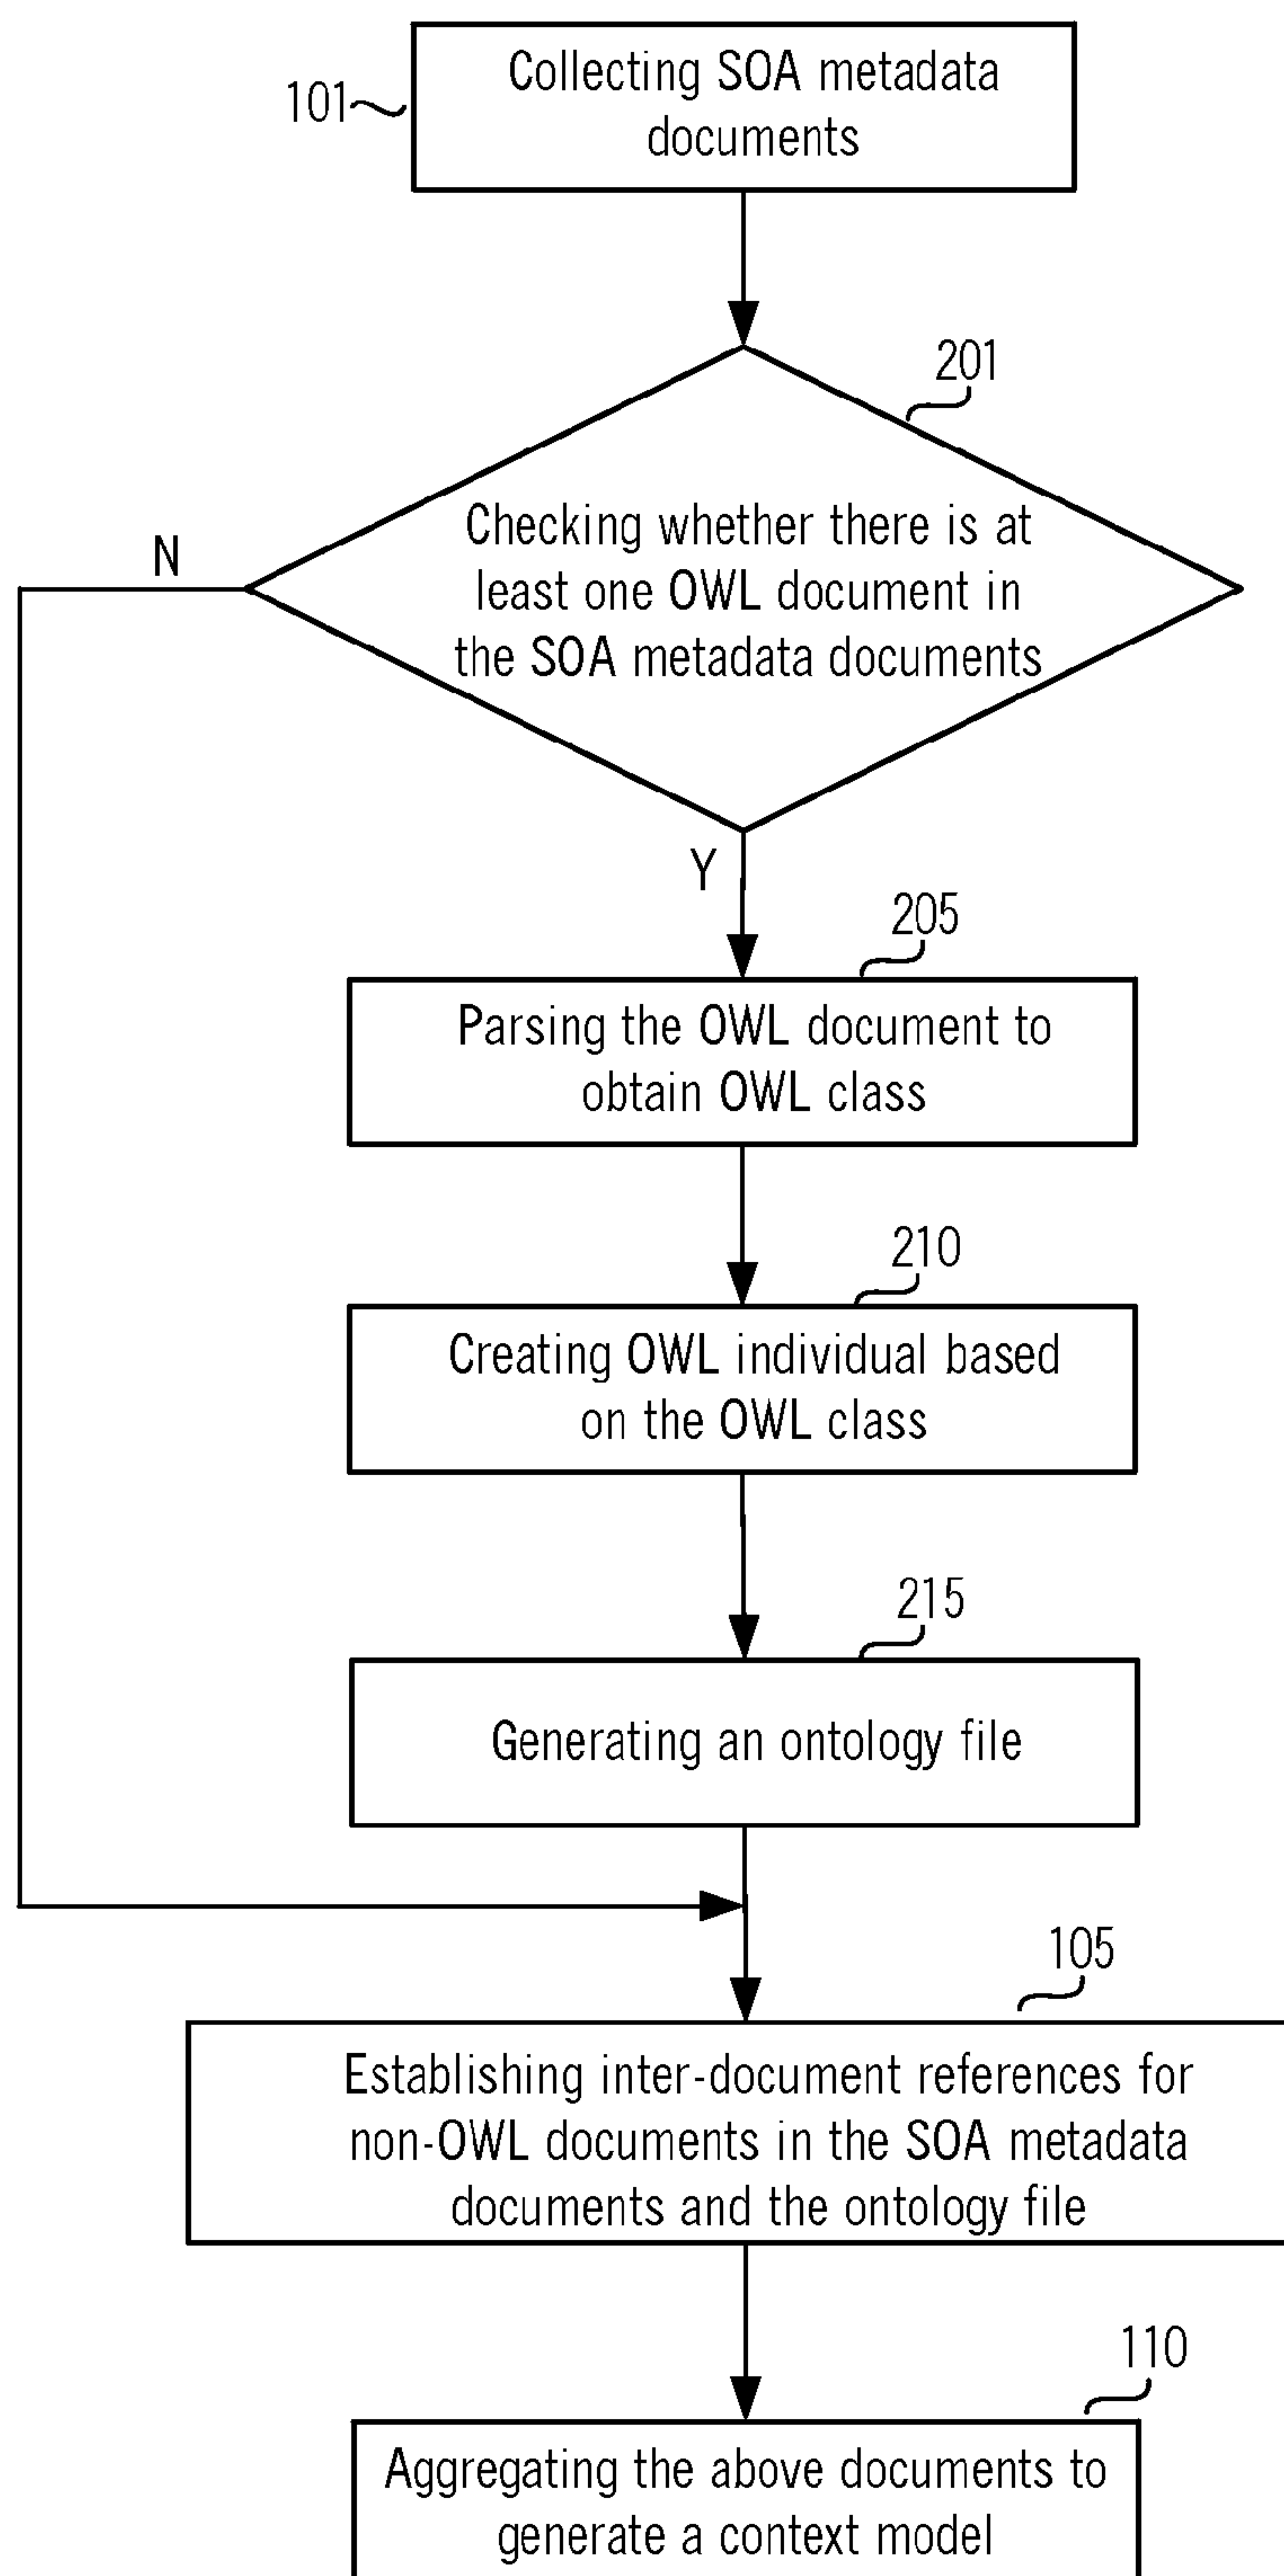 Collecting SOA metadata
documents
101
201
Checking whether there is at
least one OWL document in
the SOA metadata documents
N
Y
205
Parsing the OWL document to
obtain OWL class
210
Creating OWL individual based
on the OWL class
215
Generating an ontology file
105
Establishing inter-document references for
non-OWL documents in the SOA metadata
documents and the ontology file
110
Aggregating the above documents to
generate a context model